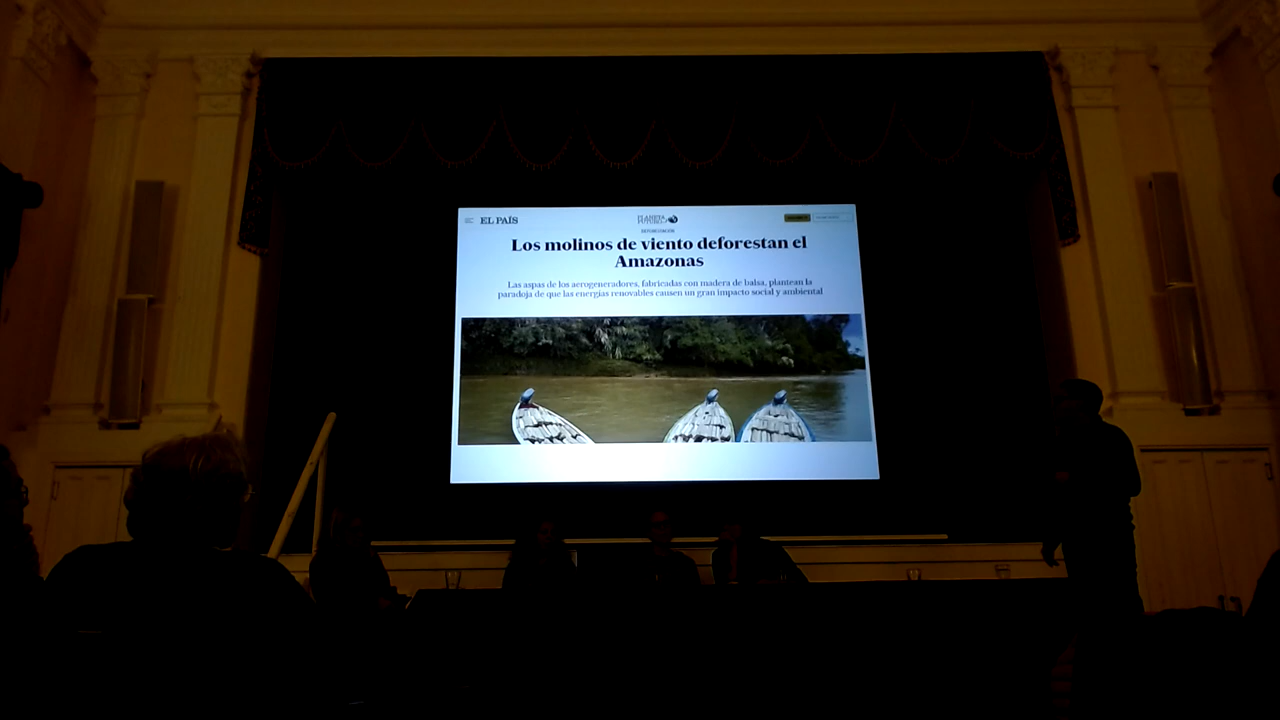 EL PAÍS
PLANETA
FUTURO
DEFORESTACIÓN
Los molinos de viento deforestan el
Amazonas
Las aspas de los aerogeneradores, fabricadas con madera de balsa, plantean la
paradoja de que las energías renovables causen un gran impacto social y ambiental